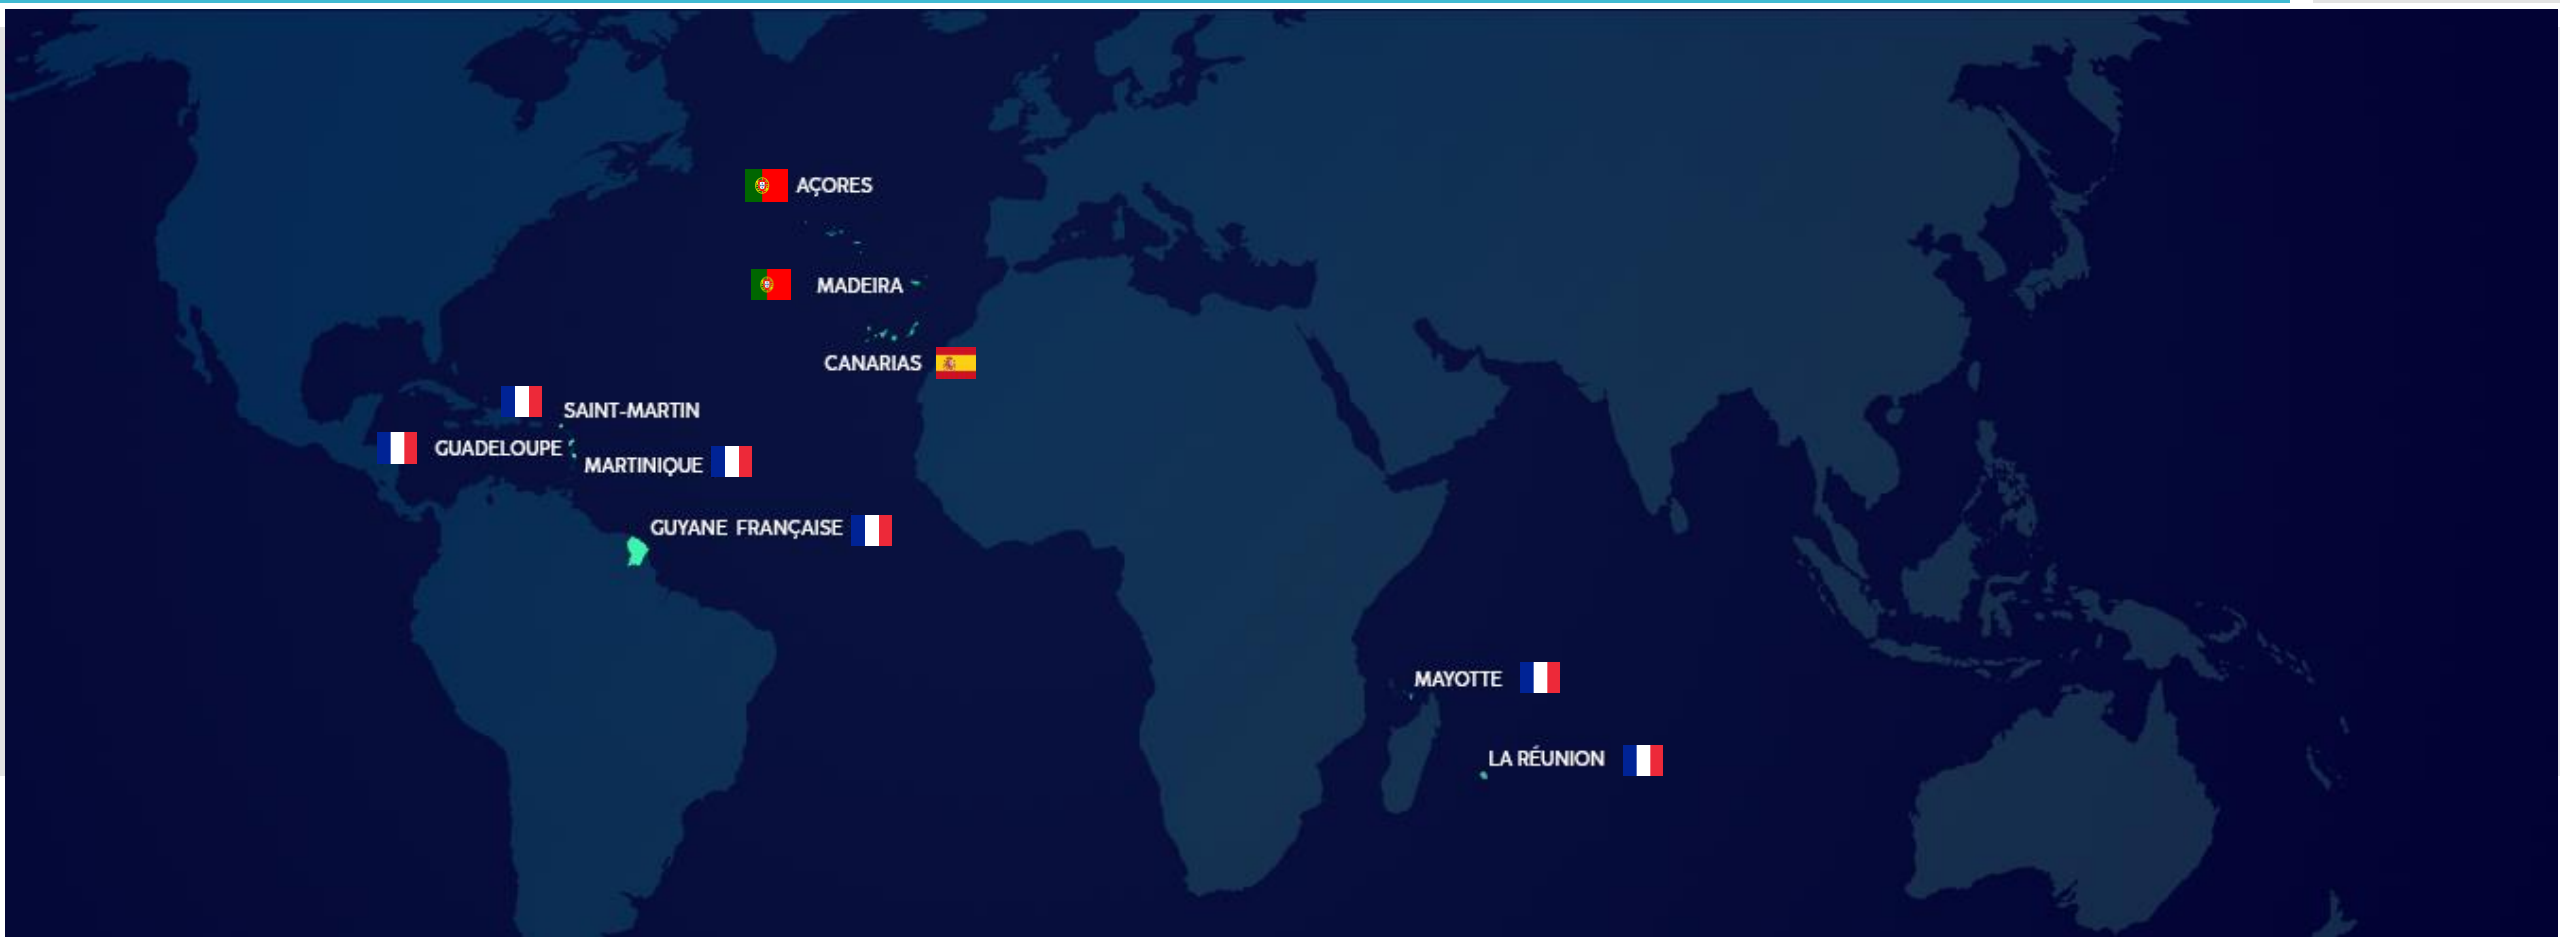 AÇORES
MADEIRA
CANARIAS
SAINT-MARTIN
GUADELOUPE
MARTINIQUE
GUYANE FRANÇAISE
MAYOTTE
LA RÉUNION